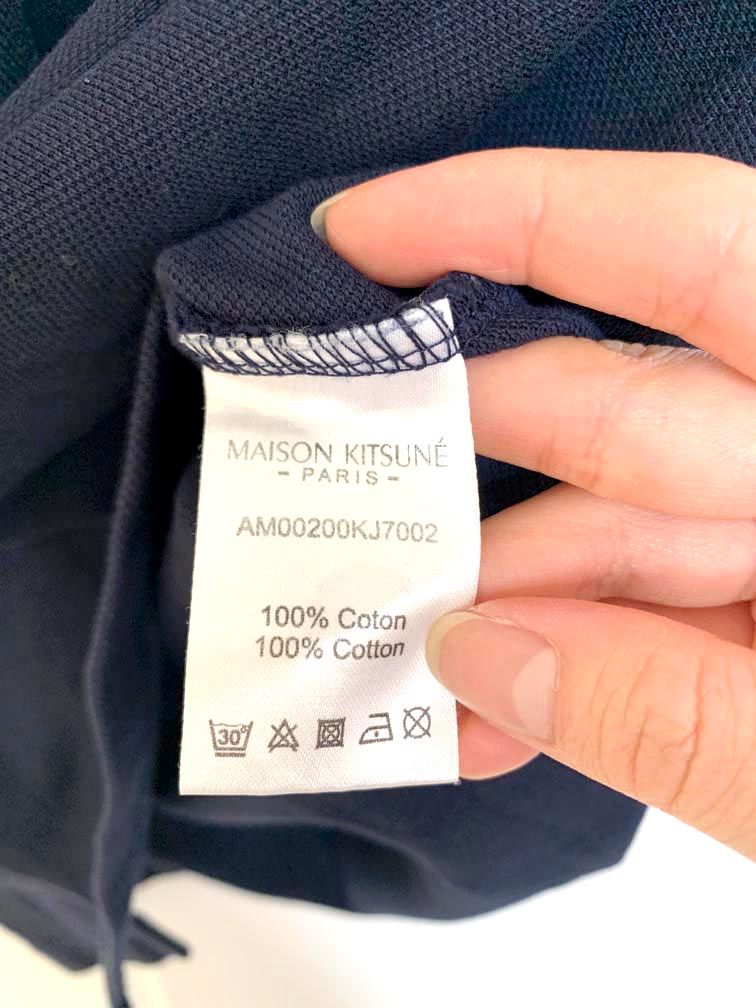 MAISON KITSUNÉ
- PARIS -
AM00200KJ7002
100% Coton
100% Cotton
30°